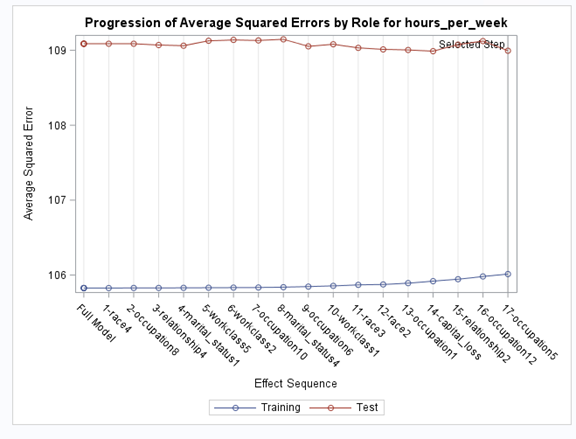 Progression of Average Squared Errors by Role for hours_per_week
Selected Step
109
108
107
106
Average Squared Error
Full Model
1-race4
2-occupation8
3-relationship4
4-marital_status1
5-workclass5
6-workclass2
7-occupation10
8-marital_status4
9-occupation6
10-workclass1
11-race3
12-race2
13-occupation1
14-capital_loss
15-relationship2
16-occupation12
17-occupation5
Effect Sequence
Training
Test